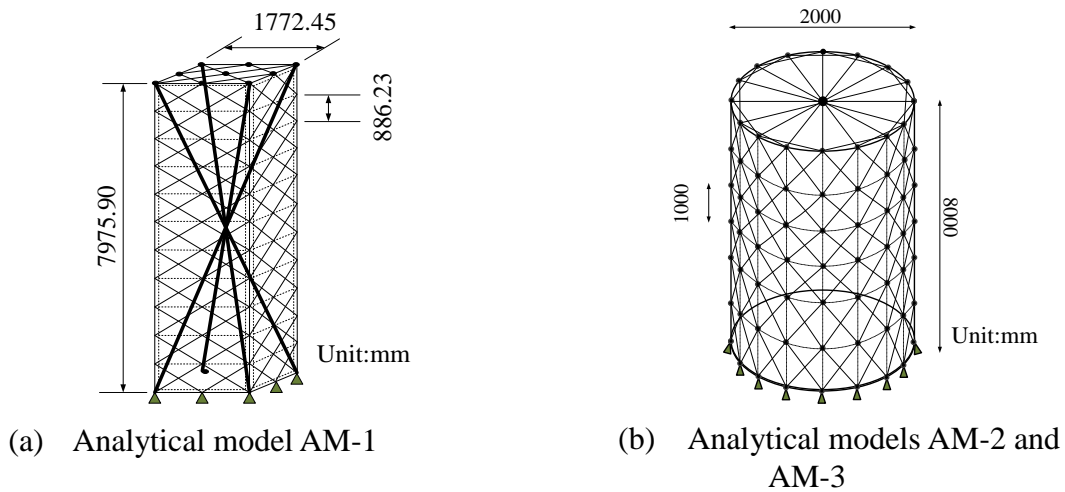 1772.45
886.23
7975.90
Unit:mm
(a) Analytical model AM-1
2000
1000
8000
Unit:mm
(b) Analytical models AM-2 and
AM-3